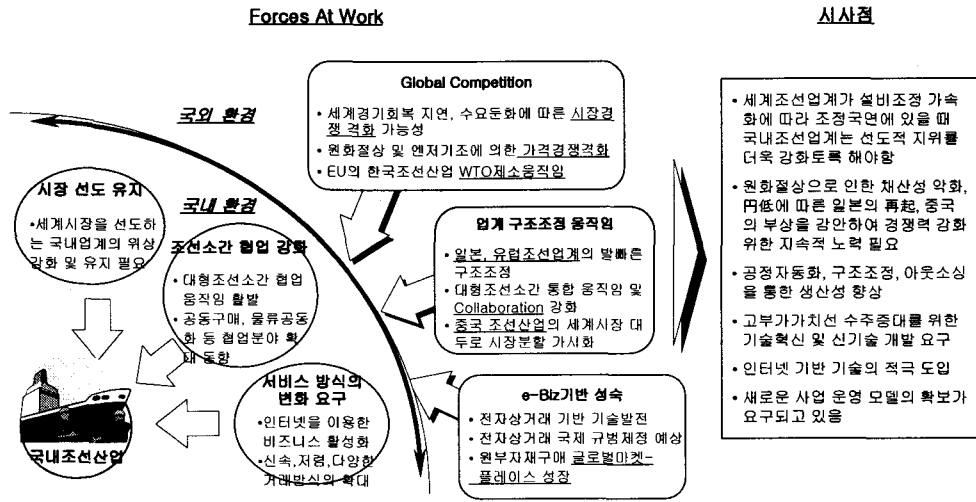 Forces At Work
시사점
국외 환경
Global Competition
• 세계경기회복 지연, 수요둔화에 따른 시장경
쟁 격화 가능성
• 원화절상 및 엔저기조에 의한 가격경쟁격화
• EU의 한국조선산업 WTO제소움직임
시장 선도 유지
• 세계시장을 선도하
는 국내업계의 위상
강화 및 유지 필요
국내 환경
조선소간 협업 강화
• 대형조선소간 협업
움직임 활발
• 공동구매, 물류공동
화 등 협업분야 확
대 동향
업계 구조조정 움직임
• 일본, 유럽조선업계의 발빠른
구조조정
• 대형조선소간 통합 움직임 및
Collaboration 강화
• 중국 조선산업의 세계시장 대
두로 시장분할 가시화
서비스 방식의
변화 요구
• 인터넷을 이용한
비즈니스 활성화
• 신속,저렴,다양한
거래방식의 확대
e-Biz기반 성숙
• 전자상거래 기반 기술발전
• 전자상거래 국제 규범제정 예상
• 원부자재구매 글로벌마켓-
플레이스 성장
국내조선산업
• 세계조선업계가 설비조정 가속
화에 따라 조정국면에 있을 때
국내조선업계는 선도적 지위를
더욱 강화토록 해야함
• 원화절상으로 인한 채산성 악화,
円低에 따른 일본의 再起, 중국
의 부상을 감안하여 경쟁력 강화
위한 지속적 노력 필요
• 공정자동화, 구조조정, 아웃소싱
을 통한 생산성 향상
• 고부가가치선 수주증대를 위한
기술혁신 및 신기술 개발 요구
• 인터넷 기반 기술의 적극 도입
• 새로운 사업 운영 모델의 확보가
요구되고 있음